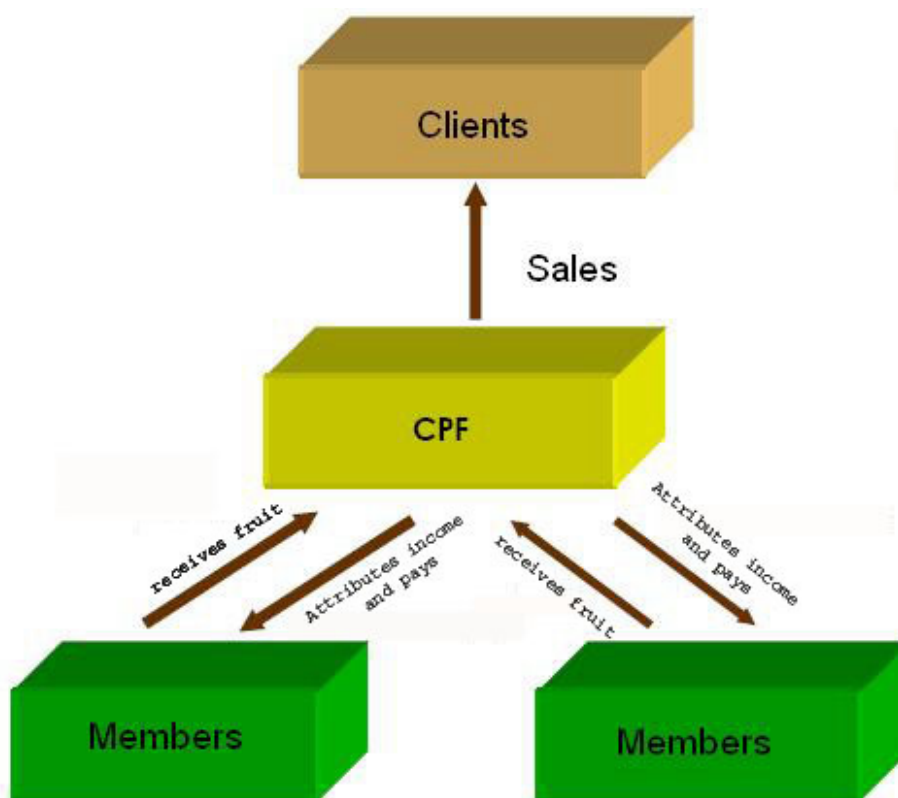 Clients
Sales
CPF
receives fruit
Attributes income
and pays
receives fruit
Attributes income
and pays
Members
Members